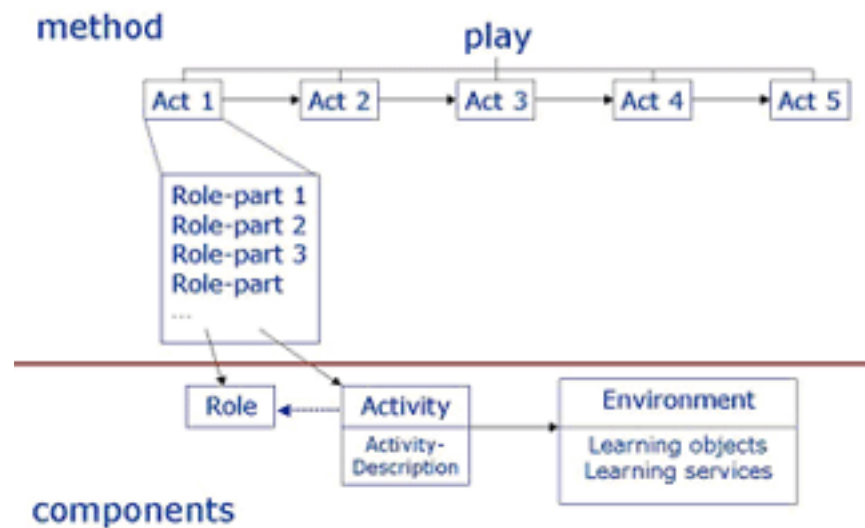 method
play
Act 1
Act 2
Act 3
Act 4
Act 5
Role-part 1
Role-part 2
Role-part 3
Role-part
...
Role
Activity
Activity-
Description
Environment
Learning objects
Learning services
components